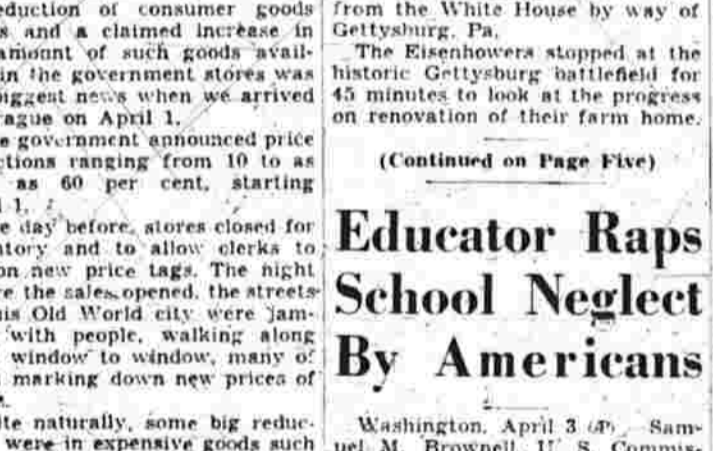 eduction of consumer goods
s and a claimed increase in
amount of such goods avail-
in the government stores was
biggest news when we arrived
rague on April 1.
e government announced price
ctions ranging from 10 to as
as 60 per cent, starting
l 1.
e day before, stores closed for
ntory and to allow clerks to
on new price tags. The night
re the sales opened, the streets
his Old World city were jam-
with people, walking along
window to window, many of
marking down new prices of
ite naturally, some big reduc-
were in expensive goods such
from the White House by way of
Gettysburg, Pa.
The Eisenhowers stopped at the
historic Gettysburg battlefield for
45 minutes to look at the progress
on renovation of their farm home.
(Continued on Page Five)
Educator Raps
School Neglect
By Americans
Washington, April 3 (AP) Sam-
uel M. Brownell, U. S. Commis-